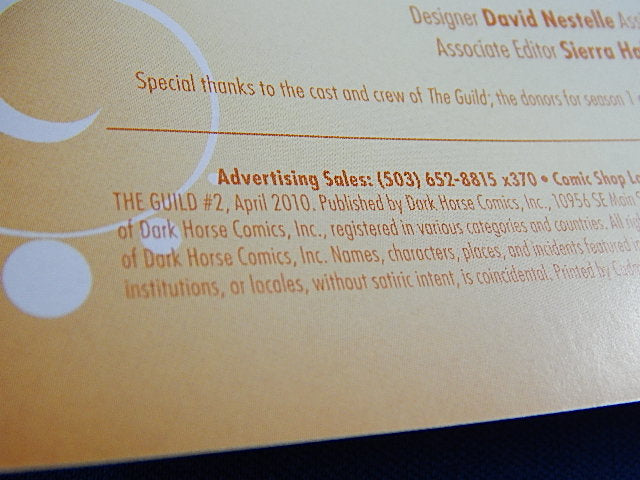 Designer David Nestelle
Associate Editor Sierra
Special thanks to the cast and crew of The Guild; the donors for season 1
Advertising Sales: (503) 652-8815 x370 • Comic Shop
THE GUILD #2, April 2010. Published by Dark Horse Comics, Inc., 10956 SE Main
of Dark Horse Comics, Inc., registered in various categories and countries. All
of Dark Horse Comics, Inc. Names, characters, places, and incidents featured
institutions, or locales, without satiric intent, is coincidental. Printed by